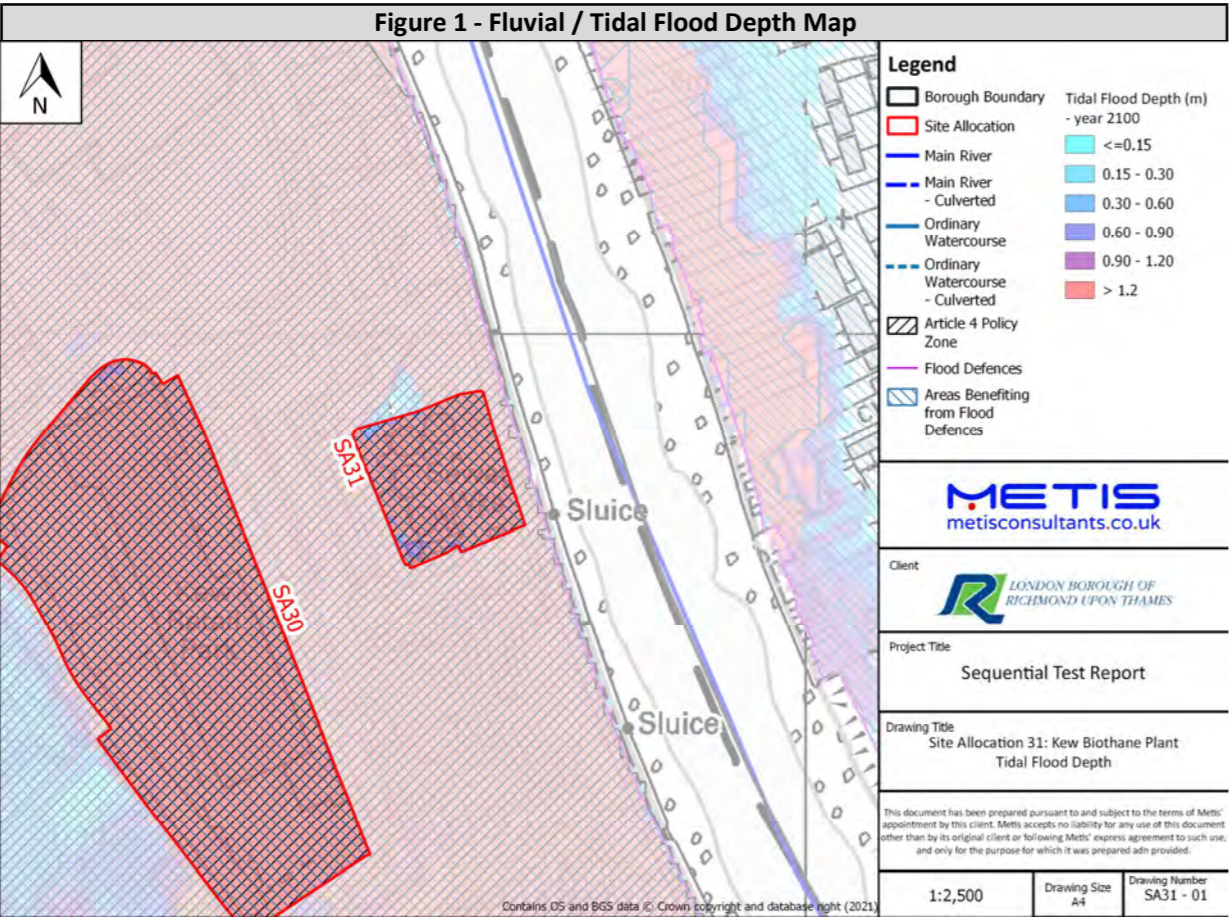 Figure 1 - Fluvial / Tidal Flood Depth Map
N
SA31
SA30
Sluice
Sluice
Contains OS and BGS data © Crown copyright and database right (2021)
Legend
Borough Boundary
Site Allocation
Main River
Main River
- Culverted
Ordinary
Watercourse
Ordinary
Watercourse
- Culverted
Article 4 Policy
Zone
Flood Defences
Areas Benefiting
from Flood
Defences
Tidal Flood Depth (m)
- year 2100
<=0.15
0.15 - 0.30
0.30 - 0.60
0.60 - 0.90
0.90 - 1.20
> 1.2
METIS
metisconsultants.co.uk
Client
LONDON BOROUGH OF
RICHMOND UPON THAMES
Project Title
Sequential Test Report
Drawing Title
Site Allocation 31: Kew Biothane Plant
Tidal Flood Depth
This document has been prepared pursuant to and subject to the terms of Metis'
appointment by this client. Metis accepts no liability for any use of this document
other than by its original client or following Metis' express agreement to such use,
and only for the purpose for which it was prepared adn provided.
1:2,500
Drawing Size
A4
Drawing Number
SA31 - 01